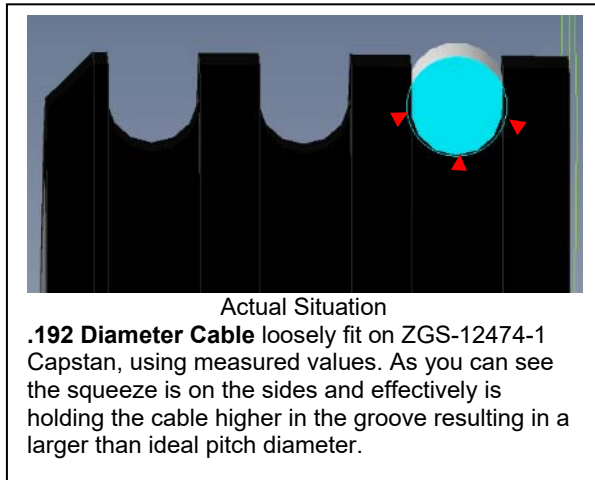 Actual Situation
.192 Diameter Cable loosely fit on ZGS-12474-1
Capstan, using measured values. As you can see
the squeeze is on the sides and effectively is
holding the cable higher in the groove resulting in a
larger than ideal pitch diameter.